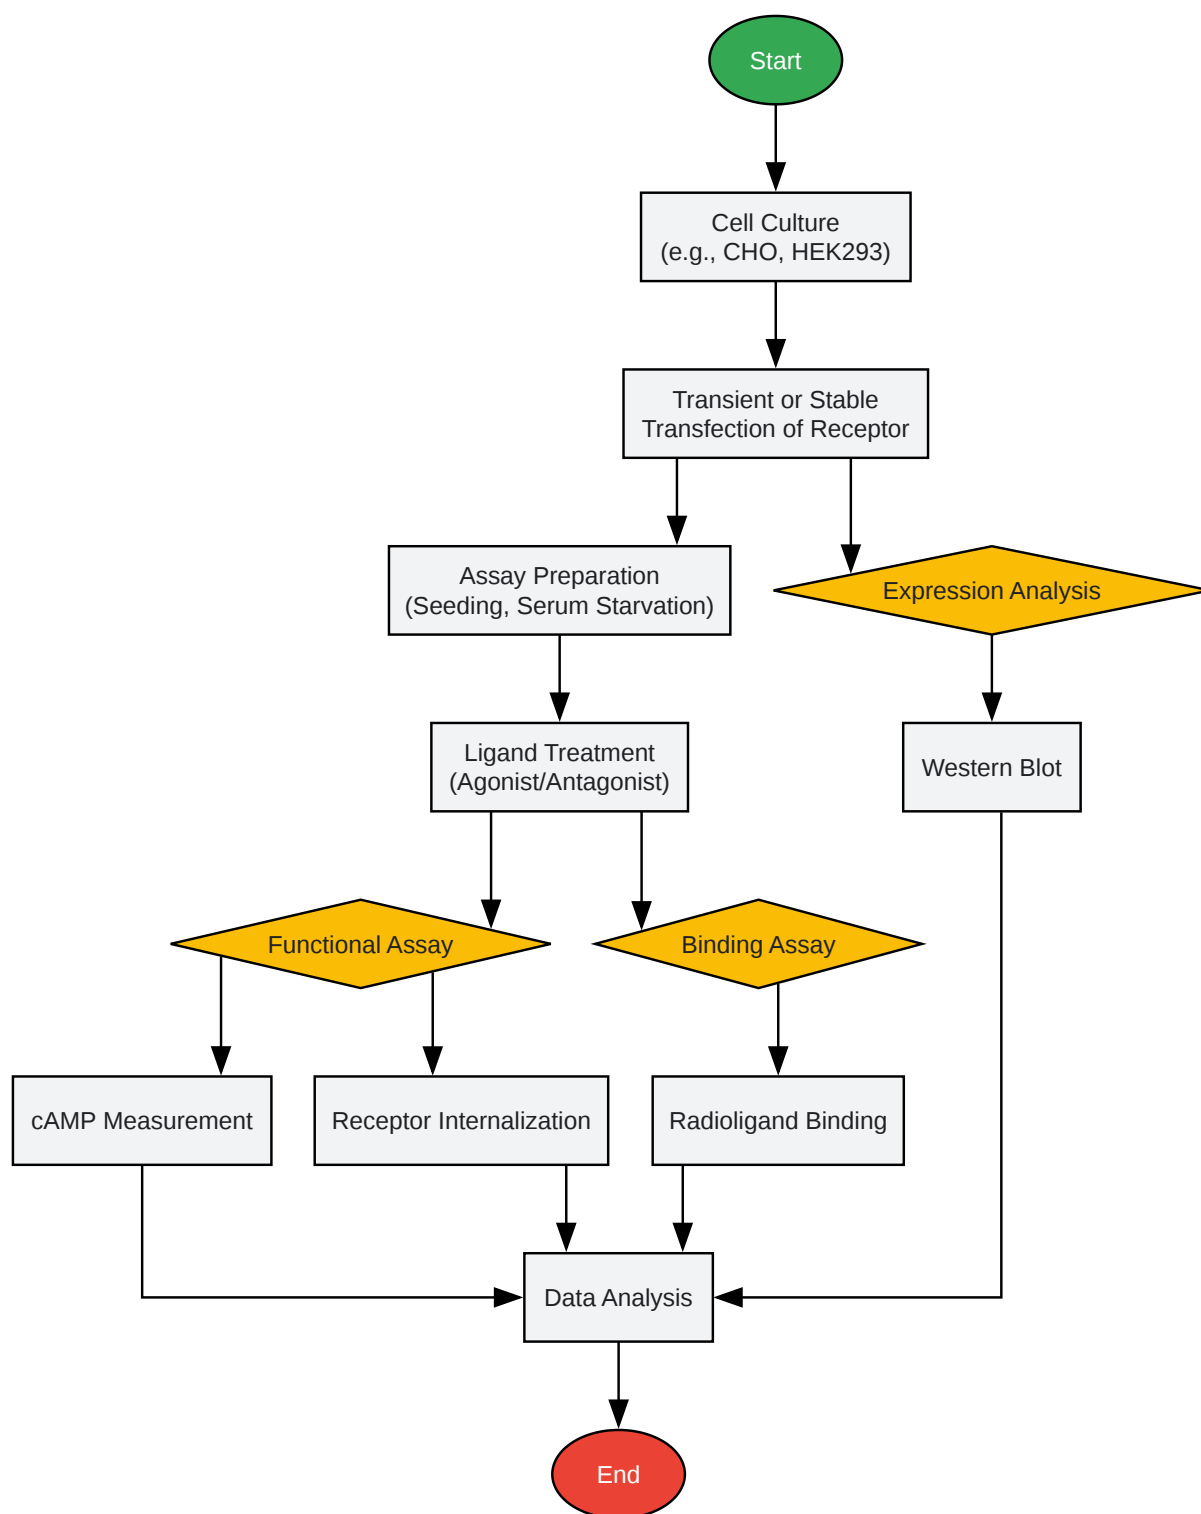 Start
Cell Culture
(e.g., CHO, HEK293)
Transient or Stable
Transfection of Receptor
Assay Preparation
(Seeding, Serum Starvation)
Expression Analysis
Ligand Treatment
(Agonist/Antagonist)
Western Blot
Functional Assay
Binding Assay
cAMP Measurement
Receptor Internalization
Radioligand Binding
Data Analysis
End